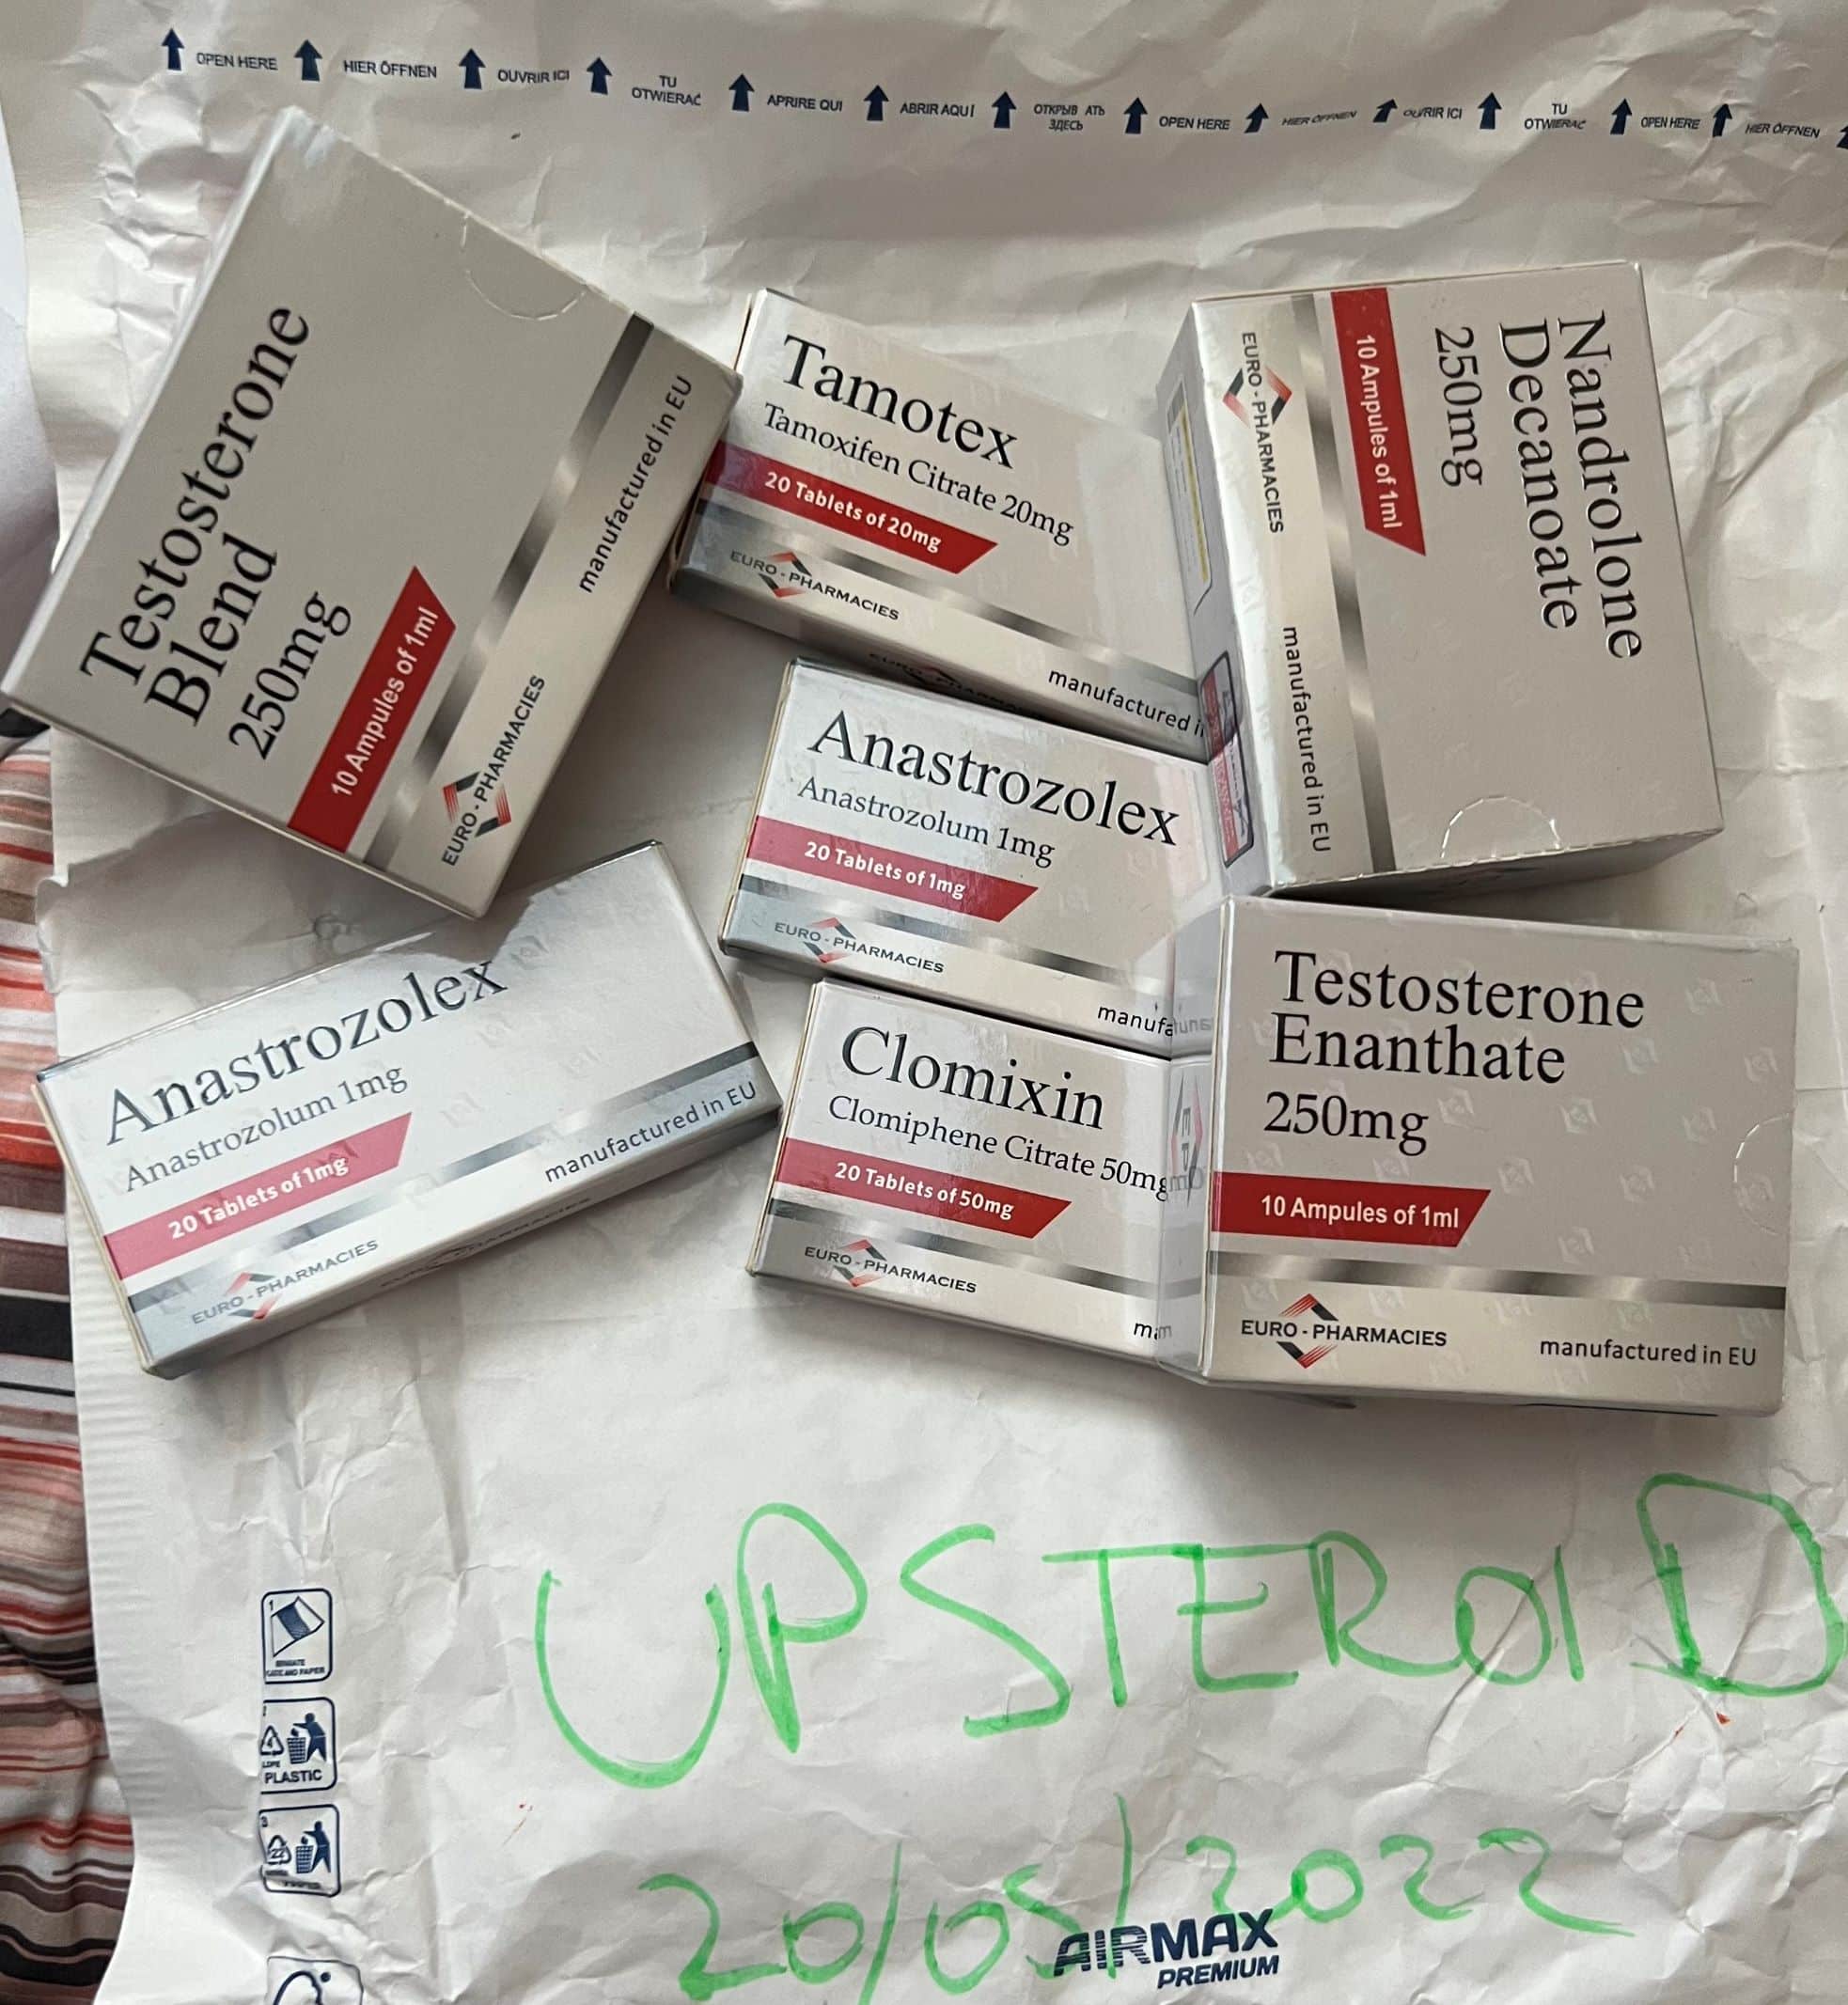 OPEN HERE
HIER ÖFFNEN
OUVRIR ICI
TU
OTWIERAĆ
APRIRE QUI
ABRIR AQUÍ
ОТКРЫВ АТЬ
ЗДЕСЬ
OPEN HERE
HIER ÖFFNEN
OUVRIR ICI
TU
OTWIERAĆ
OPEN HERE
HIER ÖFFNEN
Testosterone
Blend
250mg
10 Ampules of 1ml
EURO-PHARMACIES
manufactured in EU
Tamotex
Tamoxifen Citrate 20mg
20 Tablets of 20mg
EURO-PHARMACIES
manufactured
Nandrolone
Decanoate
250mg
10 Ampules of 1ml
EURO-PHARMACIES
manufactured in EU
Anastrozolex
Anastrozolum 1mg
20 Tablets of 1mg
EURO-PHARMACIES
manufa
Anastrozolex
Anastrozolum 1mg
20 Tablets of 1mg
EURO-PHARMACIES
manufactured in EU
Clomixin
Clomiphene Citrate 50mg
20 Tablets of 50mg
EURO-PHARMACIES
Testosterone
Enanthate
250mg
10 Ampules of 1ml
EURO-PHARMACIES
manufactured in EU
UPSTEROID
20/05/2022
PLASTIC
AIRMAX
PREMIUM